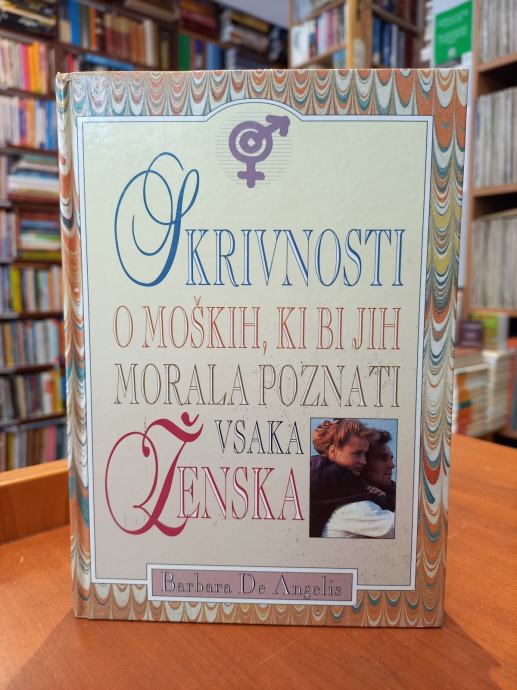 SKRIVNOSTI
O MOŠKIH, KI BI JIH
MORALA POZNATI
VSAKA
ŽENSKA
Barbara De Angelis